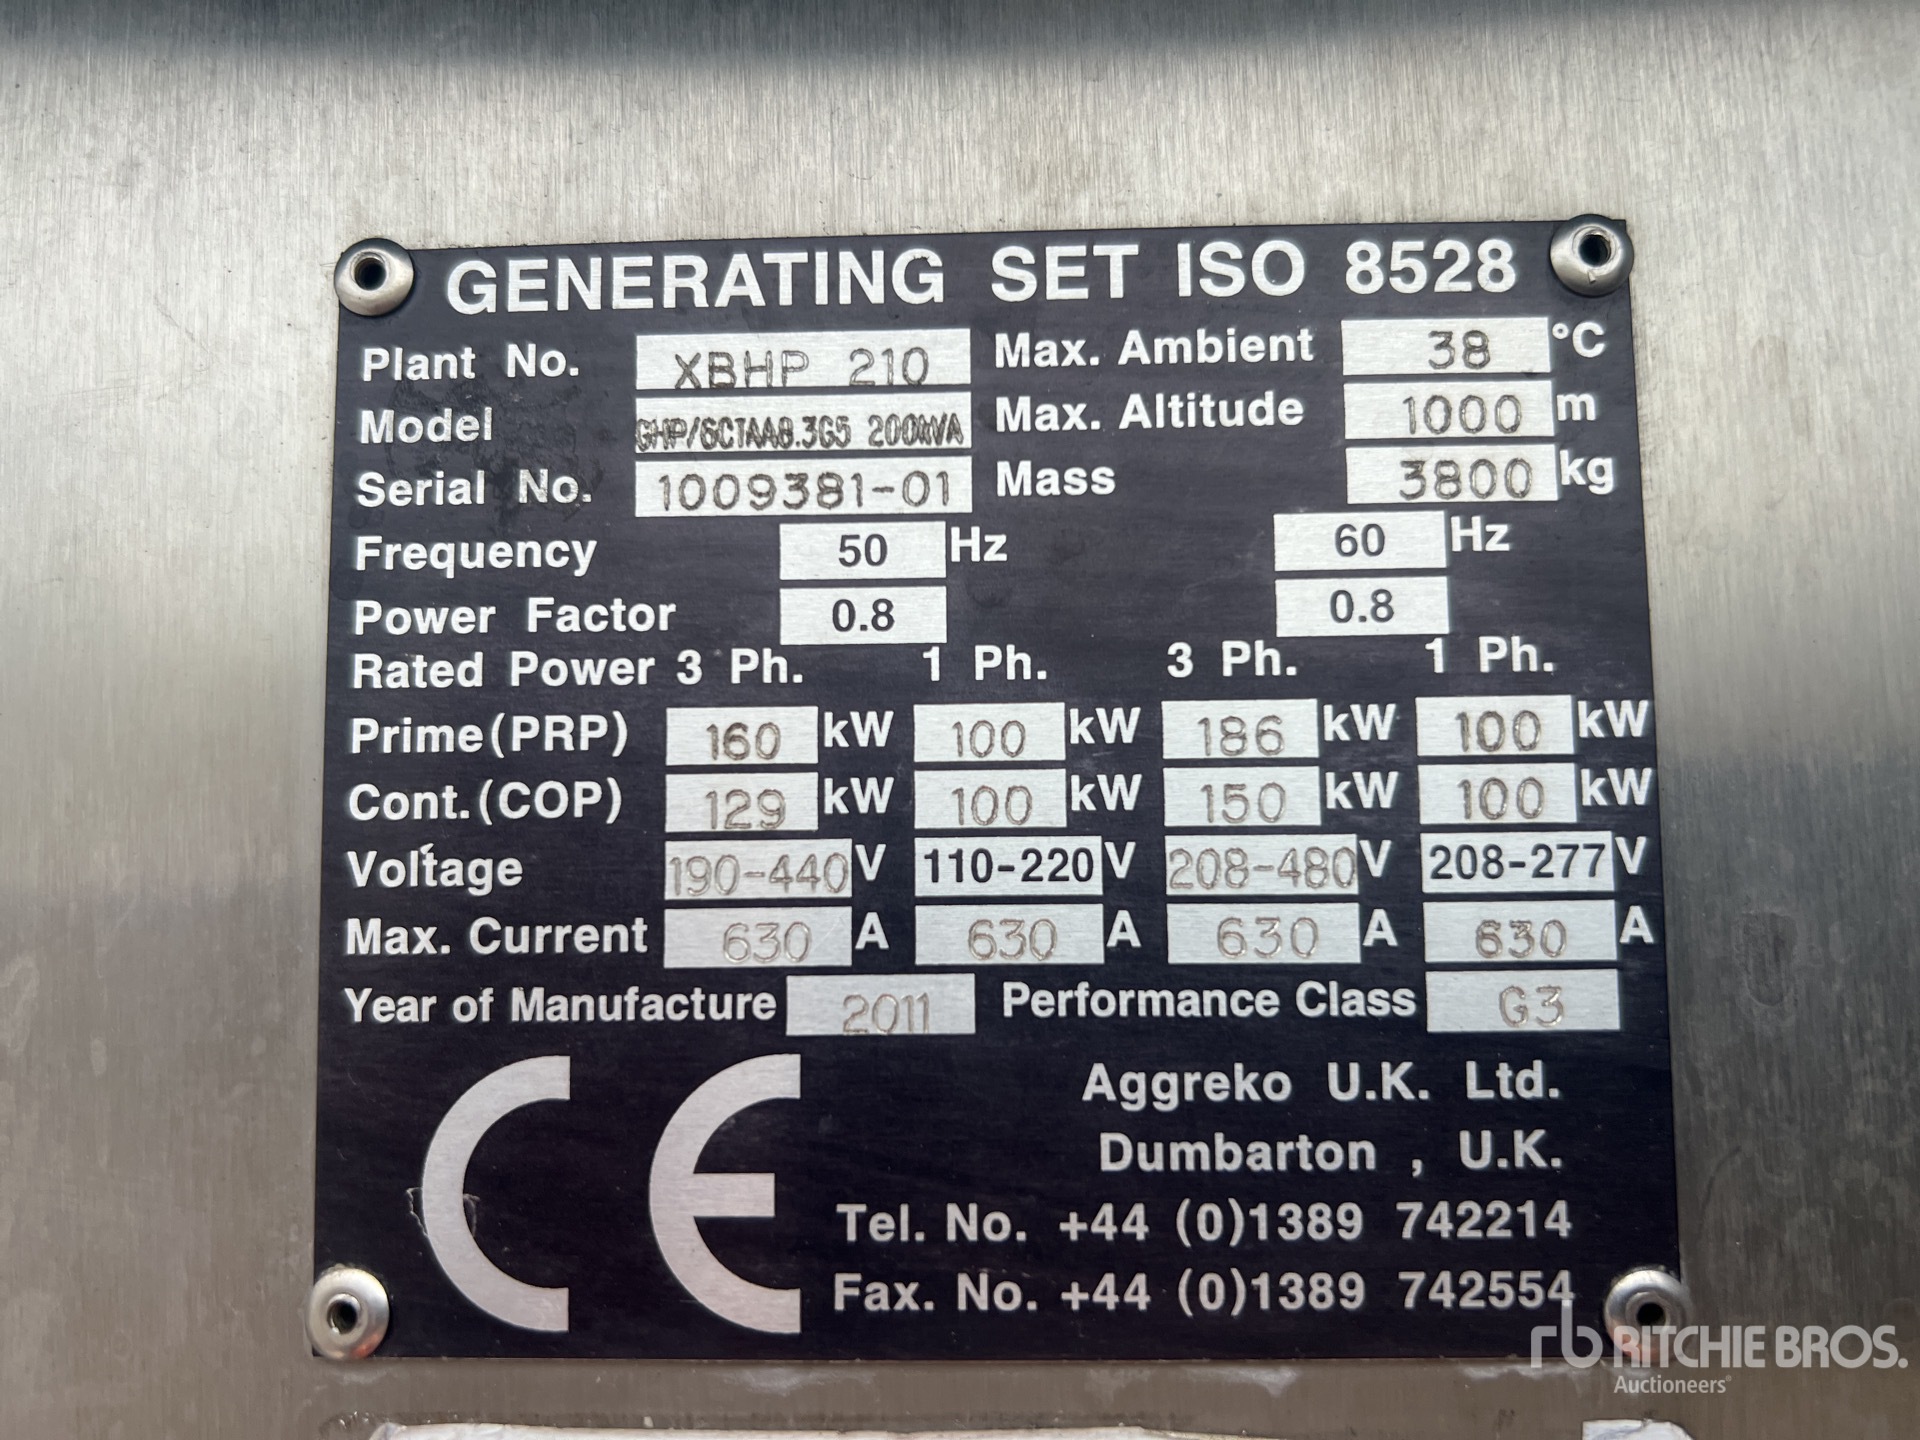 GENERATING SET ISO 8528
Plant No. XBHP 210 Max. Ambient 38 °C
Model GHP/6CTAA8.3G5 200kVA Max. Altitude 1000 m
Serial No. 1009381-01 Mass 3800 kg
Frequency 50 Hz 60 Hz
Power Factor 0.8 0.8
Rated Power 3 Ph. 1 Ph. 3 Ph. 1 Ph.
Prime(PRP) 160 kW 100 kW 186 kW 100 kW
Cont.(COP) 129 kW 100 kW 150 kW 100 kW
Voltage 190-440 V 110-220 V 208-480 V 208-277 V
Max. Current 630 A 630 A 630 A 630 A
Year of Manufacture 2011 Performance Class G3
CE
Aggreko U.K. Ltd.
Dumbarton , U.K.
Tel. No. +44 (0)1389 742214
Fax. No. +44 (0)1389 742554
rb RITCHIE BROS.
Auctioneers